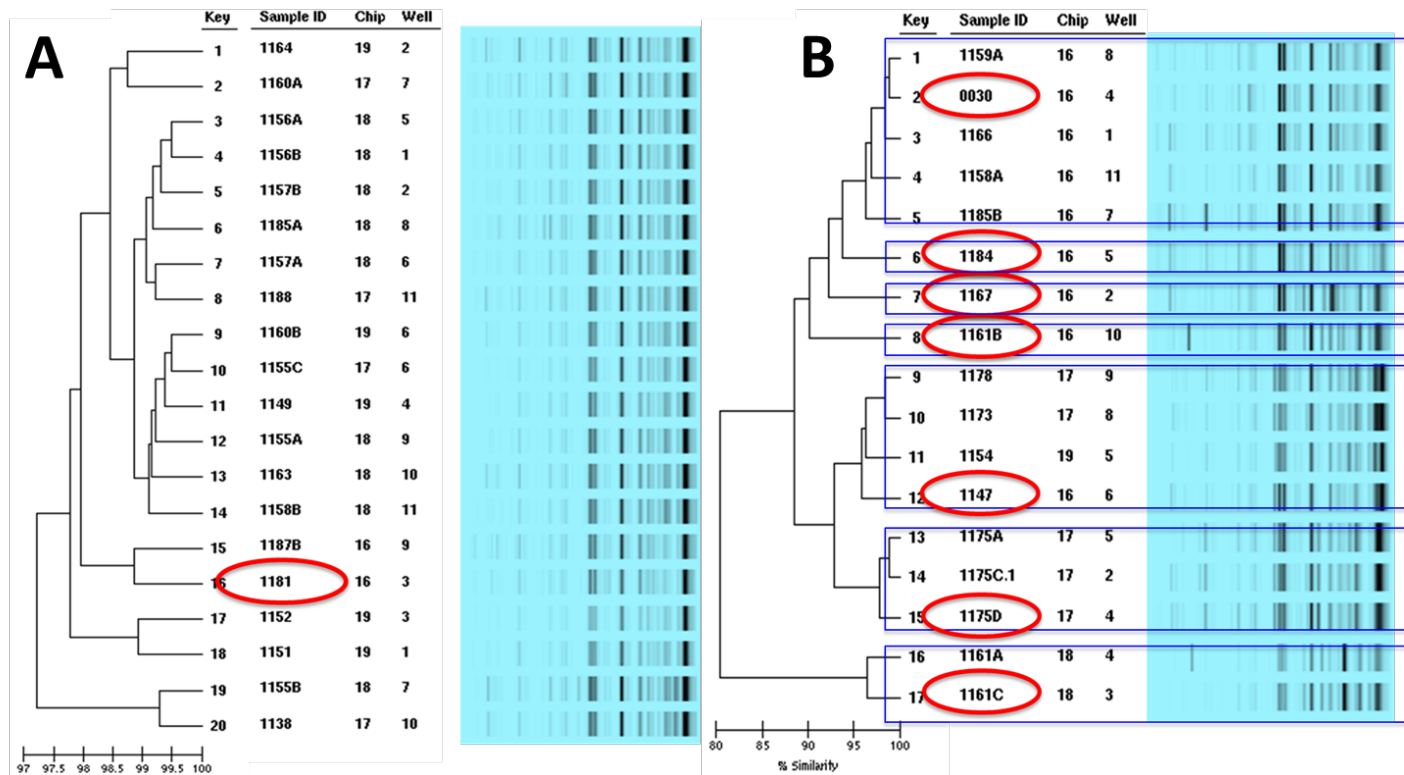 A
Key Sample ID Chip Well
1 1164 19 2
2 1160A 17 7
3 1156A 18 5
4 1156B 18 1
5 1157B 18 2
6 1185A 18 8
7 1157A 18 6
8 1188 17 11
9 1160B 19 6
10 1155C 17 6
11 1149 19 4
12 1155A 18 9
13 1163 18 10
14 1158B 18 11
15 1187B 16 9
16 1181 16 3
17 1152 19 3
18 1151 19 1
19 1155B 18 7
20 1138 17 10
97 97.5 98 98.5 99 99.5 100
B
Key Sample ID Chip Well
1 1159A 16 8
2 0030 16 4
3 1166 16 1
4 1158A 16 11
5 1185B 16 7
6 1184 16 5
7 1167 16 2
8 1161B 16 10
9 1178 17 9
10 1173 17 8
11 1154 19 5
12 1147 16 6
13 1175A 17 5
14 1175C.1 17 2
15 1175D 17 4
16 1161A 18 4
17 1161C 18 3
80 85 90 95 100
% Similarity